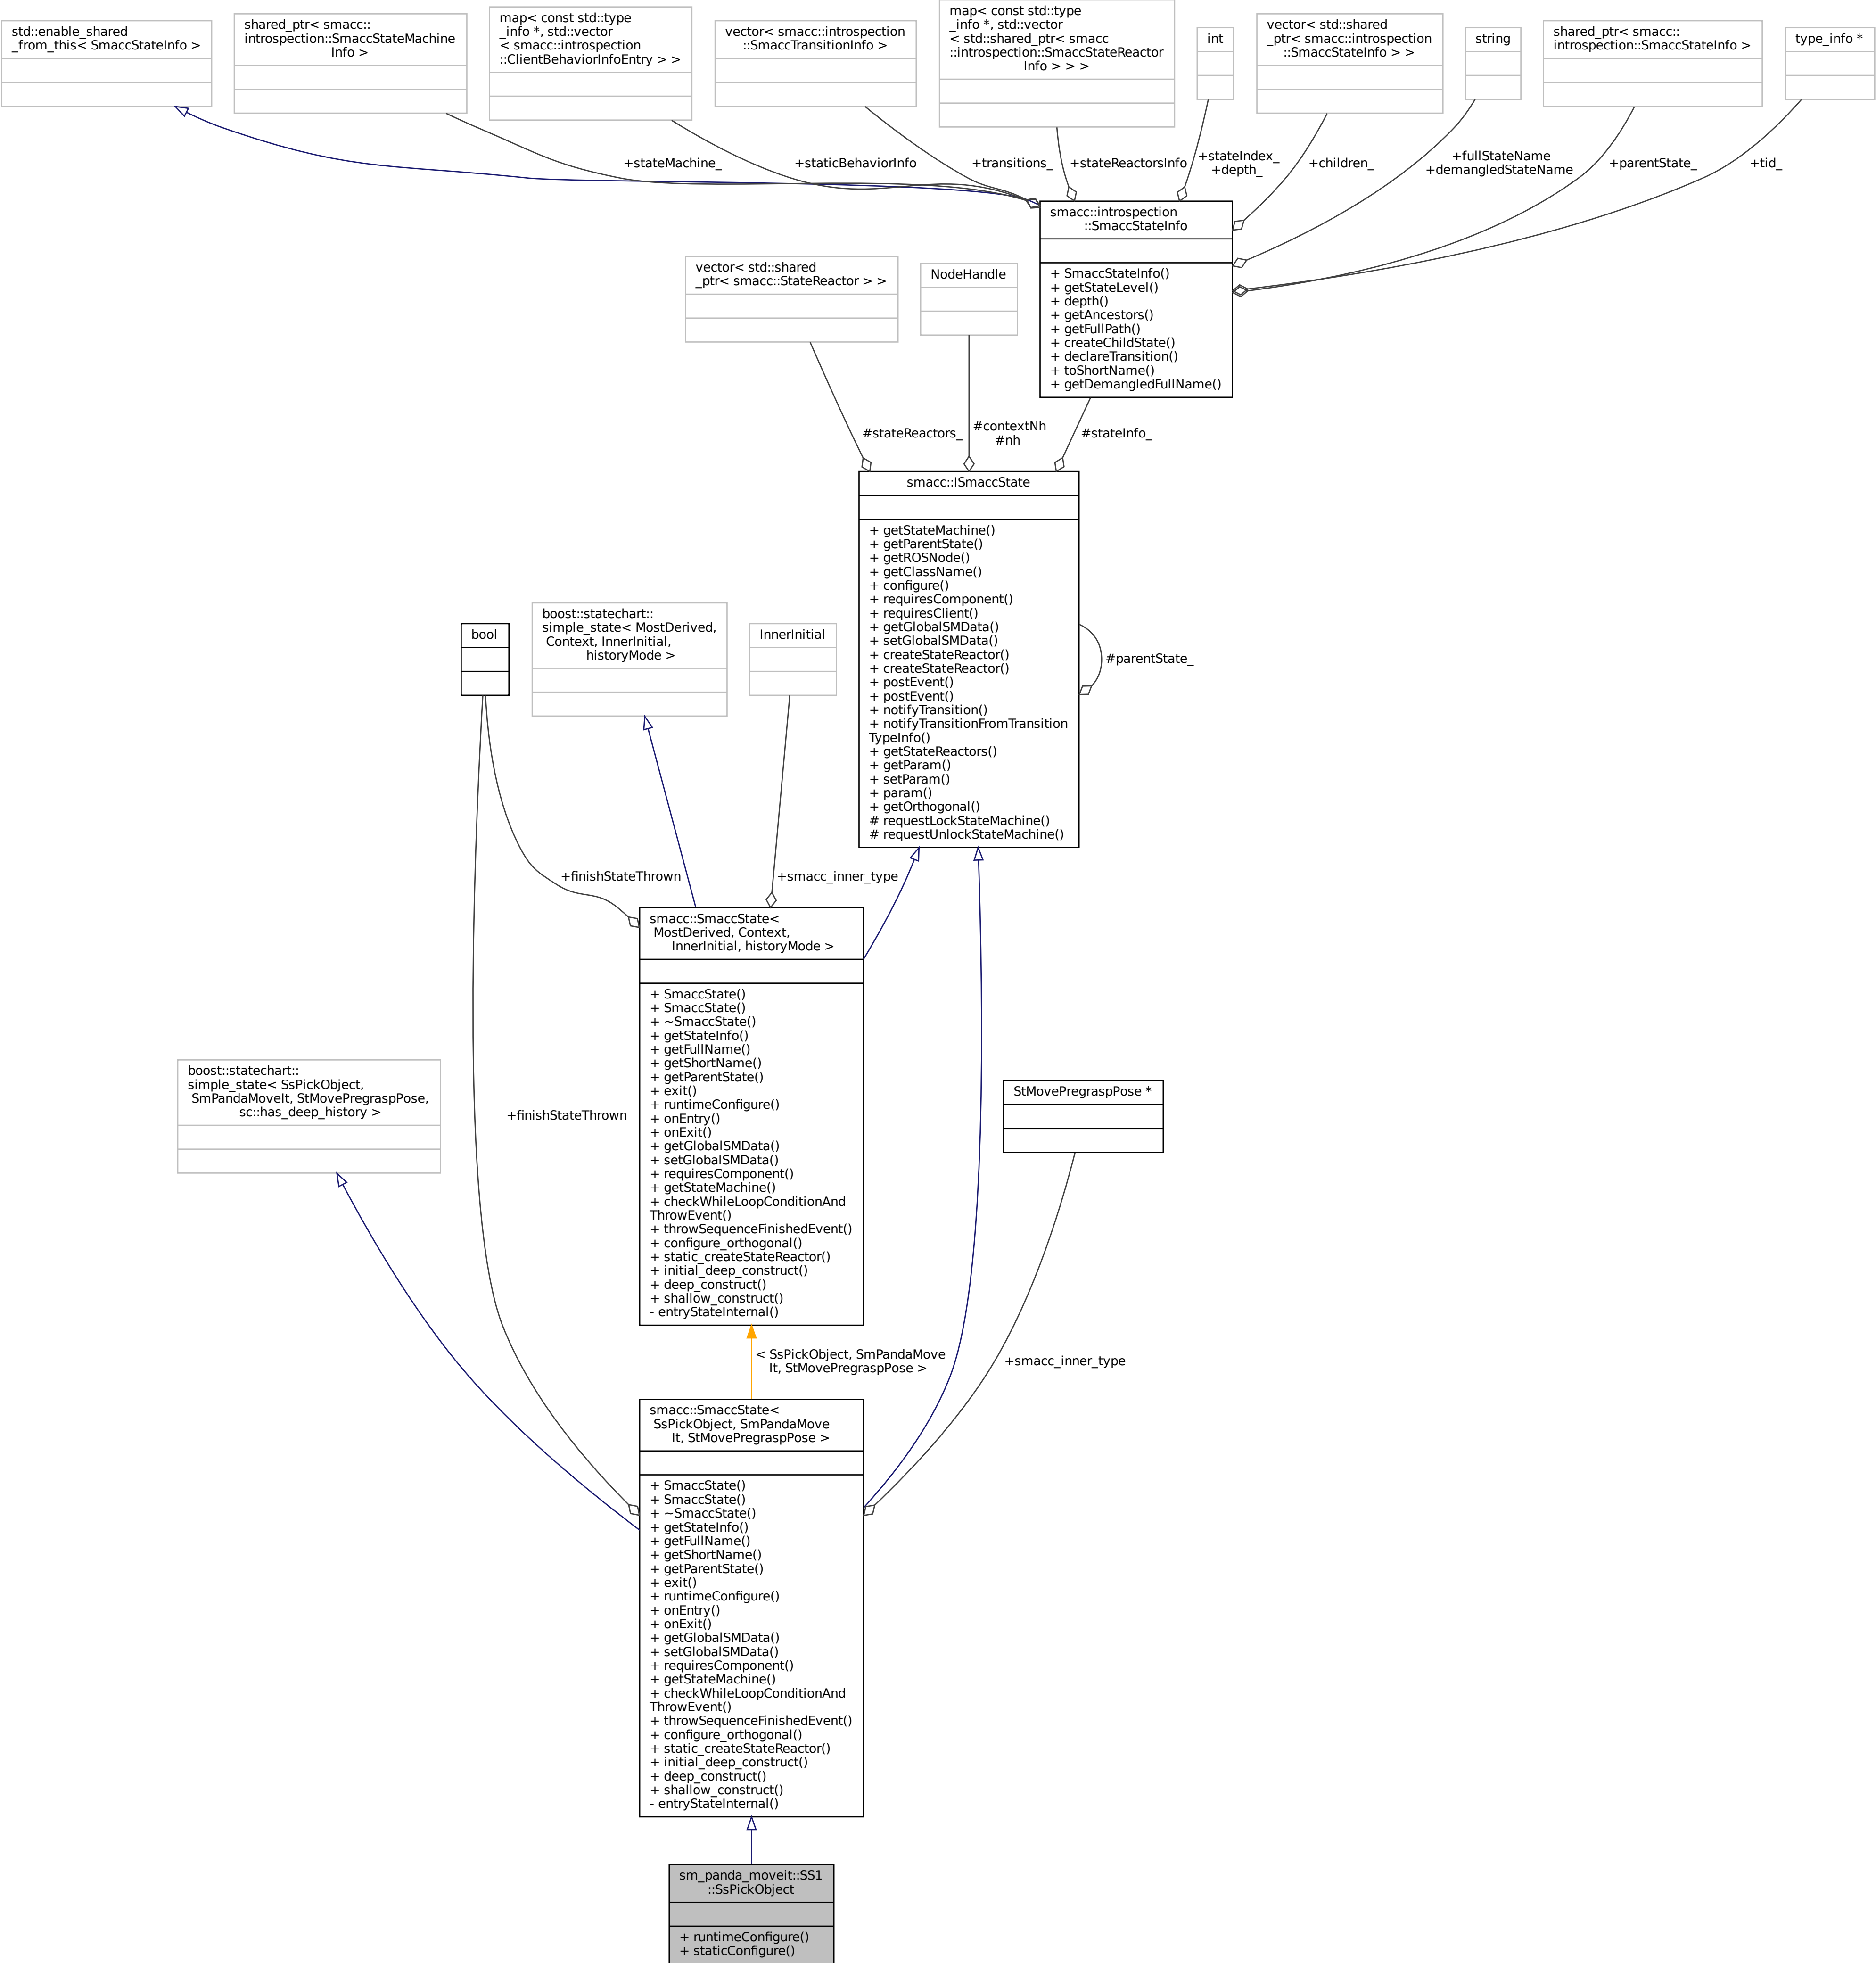 std::enable_shared
_from_this< SmaccStateInfo >
shared_ptr< smacc::
introspection::SmaccStateMachine
Info >
map< const std::type
_info *, std::vector
< smacc::introspection
::ClientBehaviorInfoEntry > >
vector< smacc::introspection
::SmaccTransitionInfo >
map< const std::type
_info *, std::vector
< std::shared_ptr< smacc
::introspection::SmaccStateReactor
Info > > >
int
vector< std::shared
_ptr< smacc::introspection
::SmaccStateInfo > >
string
shared_ptr< smacc::
introspection::SmaccStateInfo >
type_info *
+stateMachine_
+staticBehaviorInfo
+transitions_
+stateReactorsInfo
+stateIndex_
+depth_
+children_
+fullStateName
+demangledStateName
+parentState_
+tid_
smacc::introspection
::SmaccStateInfo
+ SmaccStateInfo()
+ getStateLevel()
+ depth()
+ getAncestors()
+ getFullPath()
+ createChildState()
+ declareTransition()
+ toShortName()
+ getDemangledFullName()
vector< std::shared
_ptr< smacc::StateReactor > >
NodeHandle
#stateReactors_
#contextNh
#nh
#stateInfo_
smacc::ISmaccState
+ getStateMachine()
+ getParentState()
+ getROSNode()
+ getClassName()
+ configure()
+ requiresComponent()
+ requiresClient()
+ getGlobalSMData()
+ setGlobalSMData()
+ createStateReactor()
+ createStateReactor()
+ postEvent()
+ postEvent()
+ notifyTransition()
+ notifyTransitionFromTransition
TypeInfo()
+ getStateReactors()
+ getParam()
+ setParam()
+ param()
+ getOrthogonal()
# requestLockStateMachine()
# requestUnlockStateMachine()
#parentState_
bool
boost::statechart::
simple_state< MostDerived,
Context, InnerInitial,
historyMode >
InnerInitial
+finishStateThrown
+smacc_inner_type
smacc::SmaccState<
MostDerived, Context,
InnerInitial, historyMode >
+ SmaccState()
+ SmaccState()
+ ~SmaccState()
+ getStateInfo()
+ getFullName()
+ getShortName()
+ getParentState()
+ exit()
+ runtimeConfigure()
+ onEntry()
+ onExit()
+ getGlobalSMData()
+ setGlobalSMData()
+ requiresComponent()
+ getStateMachine()
+ checkWhileLoopConditionAnd
ThrowEvent()
+ throwSequenceFinishedEvent()
+ configure_orthogonal()
+ static_createStateReactor()
+ initial_deep_construct()
+ deep_construct()
+ shallow_construct()
- entryStateInternal()
boost::statechart::
simple_state< SsPickObject,
SmPandaMoveIt, StMovePregraspPose,
sc::has_deep_history >
+finishStateThrown
StMovePregraspPose *
< SsPickObject, SmPandaMove
It, StMovePregraspPose >
+smacc_inner_type
smacc::SmaccState<
SsPickObject, SmPandaMove
It, StMovePregraspPose >
+ SmaccState()
+ SmaccState()
+ ~SmaccState()
+ getStateInfo()
+ getFullName()
+ getShortName()
+ getParentState()
+ exit()
+ runtimeConfigure()
+ onEntry()
+ onExit()
+ getGlobalSMData()
+ setGlobalSMData()
+ requiresComponent()
+ getStateMachine()
+ checkWhileLoopConditionAnd
ThrowEvent()
+ throwSequenceFinishedEvent()
+ configure_orthogonal()
+ static_createStateReactor()
+ initial_deep_construct()
+ deep_construct()
+ shallow_construct()
- entryStateInternal()
sm_panda_moveit::SS1
::SsPickObject
+ runtimeConfigure()
+ staticConfigure()